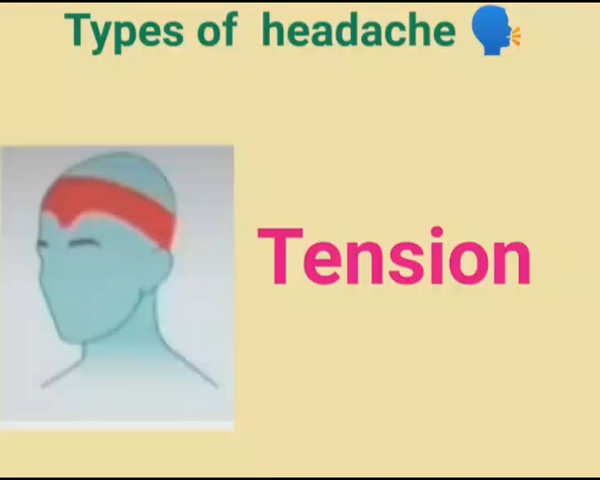 Types of headache 🗣️
Tension